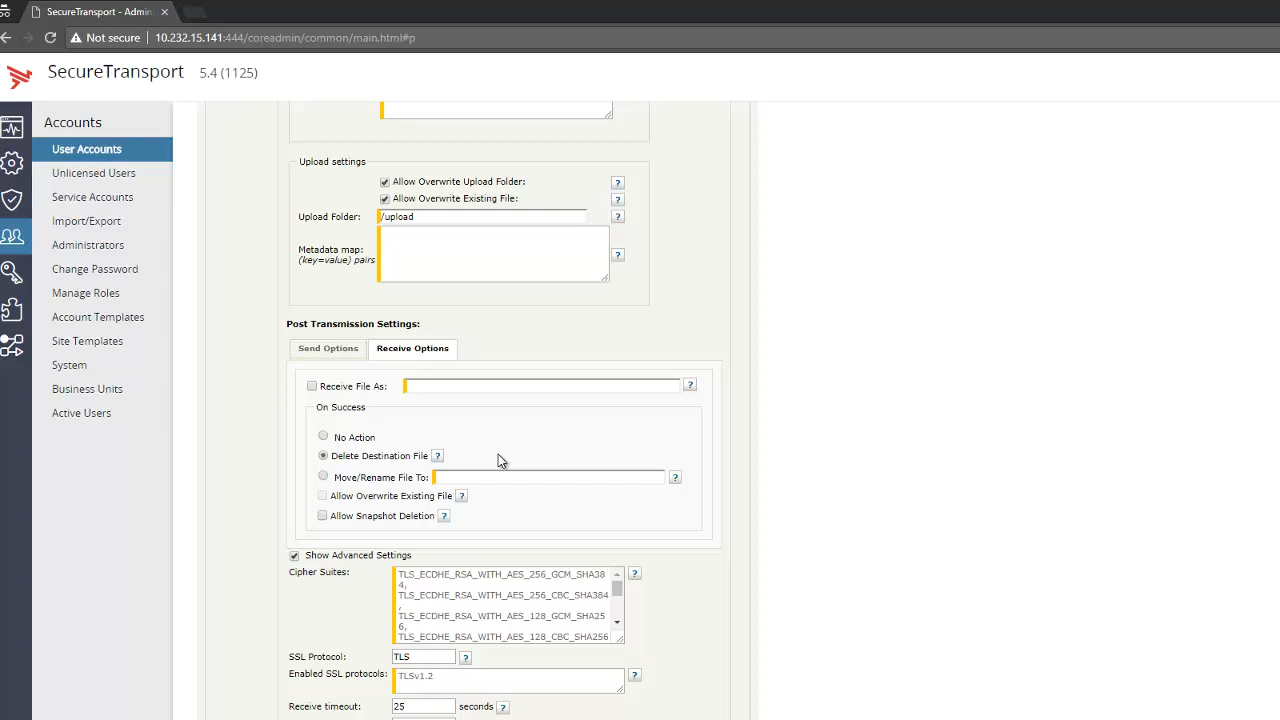 SecureTransport - Admin
Not secure
10.232.15.141:444/coreadmin/common/main.html#p
SecureTransport 5.4 (1125)
Accounts
User Accounts
Unlicensed Users
Service Accounts
Import/Export
Administrators
Change Password
Manage Roles
Account Templates
Site Templates
System
Business Units
Active Users
Upload settings
Allow Overwrite Upload Folder: ?
Allow Overwrite Existing File: ?
Upload Folder: /upload ?
Metadata map:
(key=value) pairs ?
Post Transmission Settings:
Send Options Receive Options
Receive File As: ?
On Success
No Action
Delete Destination File ?
Move/Rename File To: ?
Allow Overwrite Existing File ?
Allow Snapshot Deletion ?
Show Advanced Settings
Cipher Suites: ?
TLS_ECDHE_RSA_WITH_AES_256_GCM_SHA38
4,
TLS_ECDHE_RSA_WITH_AES_256_CBC_SHA384
,
TLS_ECDHE_RSA_WITH_AES_128_GCM_SHA25
6,
TLS_ECDHE_RSA_WITH_AES_128_CBC_SHA256
SSL Protocol: TLS ?
Enabled SSL protocols: TLSv1.2 ?
Receive timeout: 25 seconds ?